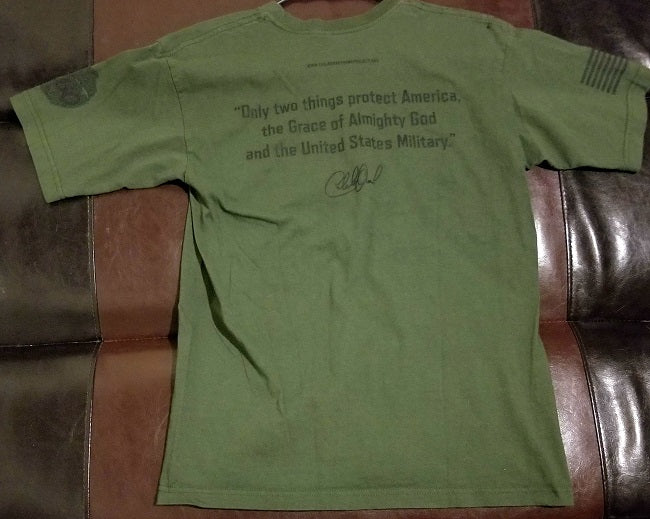 “Only two things protect America,
the Grace of Almighty God
and the United States Military.”